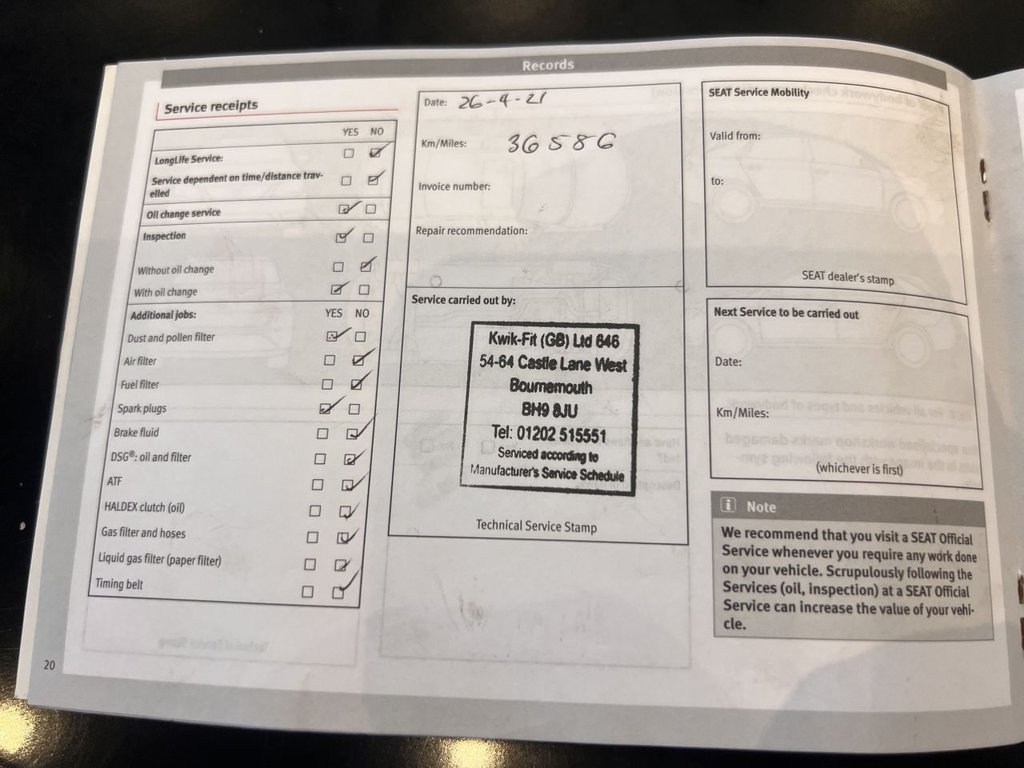 Records
Service receipts
YES NO
LongLife Service:
Service dependent on time/distance trav-
elled
Oil change service
Inspection
Without oil change
With oil change
Additional jobs: YES NO
Dust and pollen filter
Air filter
Fuel filter
Spark plugs
Brake fluid
DSG®: oil and filter
ATF
HALDEX clutch (oil)
Gas filter and hoses
Liquid gas filter (paper filter)
Timing belt
20
Date: 26-4-21
Km/Miles: 36586
Invoice number:
Repair recommendation:
Service carried out by:
Kwik-Fit (GB) Ltd 646
54-64 Castle Lane West
Bournemouth
BH9 8JU
Tel: 01202 515551
Serviced according to
Manufacturer's Service Schedule
Technical Service Stamp
SEAT Service Mobility
Valid from:
to:
SEAT dealer's stamp
Next Service to be carried out
Date:
Km/Miles:
(whichever is first)
i Note
We recommend that you visit a SEAT Official
Service whenever you require any work done
on your vehicle. Scrupulously following the
Services (oil, inspection) at a SEAT Official
Service can increase the value of your vehi-
cle.